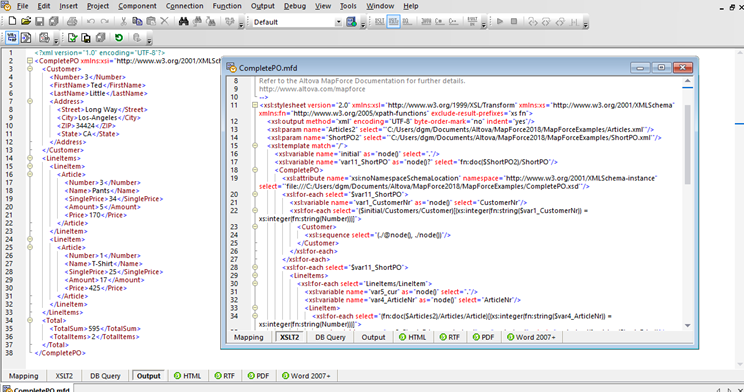 File Edit Insert Project Component Connection Function Output Debug View Tools Window Help
Default
1 <?xml version="1.0" encoding="UTF-8"?>
2 <CompletePO xmlns:xsi="http://www.w3.org/2001/XMLSch
3 <Customer>
4 <Number>3</Number>
5 <FirstName>Ted</FirstName>
6 <LastName>Little</LastName>
7 <Address>
8 <Street>Long Way</Street>
9 <City>Los-Angeles</City>
10 <ZIP>34424</ZIP>
11 <State>CA</State>
12 </Address>
13 </Customer>
14 <LineItems>
15 <LineItem>
16 <Article>
17 <Number>3</Number>
18 <Name>Pants</Name>
19 <SinglePrice>34</SinglePrice>
20 <Amount>5</Amount>
21 <Price>170</Price>
22 </Article>
23 </LineItem>
24 <LineItem>
25 <Article>
26 <Number>1</Number>
27 <Name>T-Shirt</Name>
28 <SinglePrice>25</SinglePrice>
29 <Amount>17</Amount>
30 <Price>425</Price>
31 </Article>
32 </LineItem>
33 </LineItems>
34 <Total>
35 <TotalSum>595</TotalSum>
36 <TotalItems>2</TotalItems>
37 </Total>
38 </CompletePO>
CompletePO.mfd
8 Refer to the Altova MapForce Documentation for further details.
9 http://www.altova.com/mapforce
10 -->
11 <xsl:stylesheet version="2.0" xmlns:xsl="http://www.w3.org/1999/XSL/Transform" xmlns:xs="http://www.w3.org/2001/XMLSchema"
xmlns:fn="http://www.w3.org/2005/xpath-functions" exclude-result-prefixes="xs fn">
12 <xsl:output method="xml" encoding="UTF-8" byte-order-mark="no" indent="yes"/>
13 <xsl:param name="Articles2" select="'C:/Users/dgm/Documents/Altova/MapForce2018/MapForceExamples/Articles.xml'"/>
14 <xsl:param name="ShortPO2" select="'C:/Users/dgm/Documents/Altova/MapForce2018/MapForceExamples/ShortPO.xml'"/>
15 <xsl:template match="/">
16 <xsl:variable name="initial" as="node()" select="."/>
17 <xsl:variable name="var11_ShortPO" as="node()?" select="fn:doc($ShortPO2)/ShortPO"/>
18 <CompletePO>
19 <xsl:attribute name="xsi:noNamespaceSchemaLocation" namespace="http://www.w3.org/2001/XMLSchema-instance"
select="'file:///C:/Users/dgm/Documents/Altova/MapForce2018/MapForceExamples/CompletePO.xsd'"/>
20 <xsl:for-each select="$var11_ShortPO">
21 <xsl:variable name="var1_CustomerNr" as="node()" select="CustomerNr"/>
22 <xsl:for-each select="($initial/Customers/Customer)[(xs:integer(fn:string($var1_CustomerNr)) =
xs:integer(fn:string(Number)))]">
23 <Customer>
24 <xsl:sequence select="(./@node(), ./node())"/>
25 </Customer>
26 </xsl:for-each>
27 </xsl:for-each>
28 <xsl:for-each select="$var11_ShortPO">
29 <LineItems>
30 <xsl:for-each select="LineItems/LineItem">
31 <xsl:variable name="var5_cur" as="node()" select="."/>
32 <xsl:variable name="var4_ArticleNr" as="node()" select="ArticleNr"/>
33 <LineItem>
34 <xsl:for-each select="(fn:doc($Articles2)/Articles/Article)[(xs:integer(fn:string($var4_ArticleNr)) =
xs:integer(fn:string(Number)))]">
Mapping XSLT2 DB Query Output HTML RTF PDF Word 2007+
Mapping XSLT2 DB Query Output HTML RTF PDF Word 2007+
CompletePO.mfd